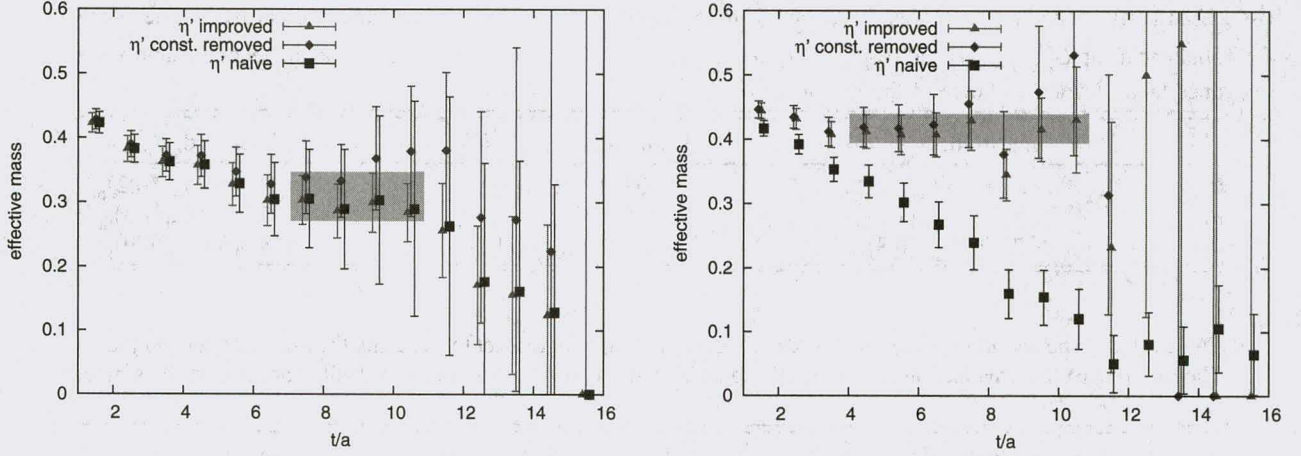 0.6
η' improved
η' const. removed
η' naive
0.5
0.4
0.3
0.2
0.1
0
effective mass
2 4 6 8 10 12 14 16
t/a
0.6
η' improved
η' const. removed
η' naive
0.5
0.4
0.3
0.2
0.1
0
effective mass
2 4 6 8 10 12 14 16
t/a